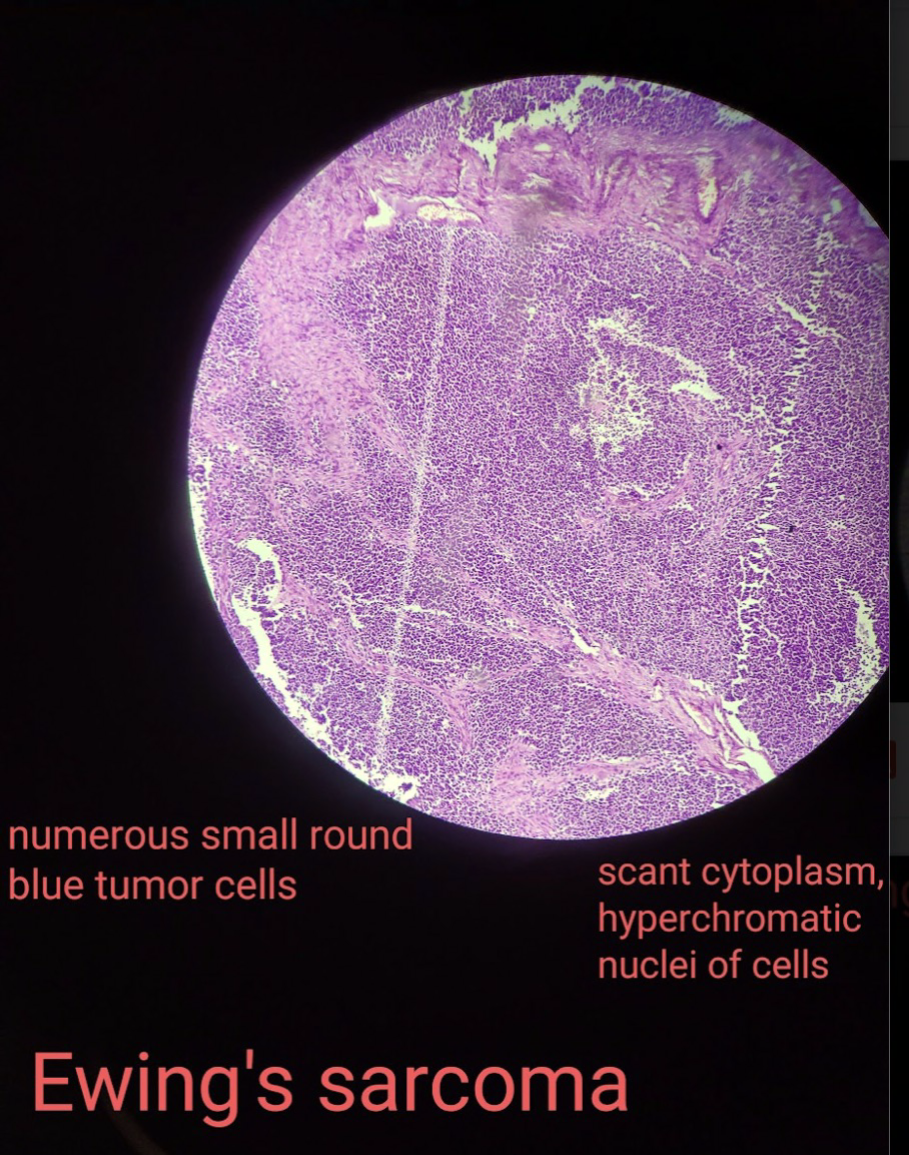 numerous small round
blue tumor cells
scant cytoplasm,
hyperchromatic
nuclei of cells
Ewing's sarcoma